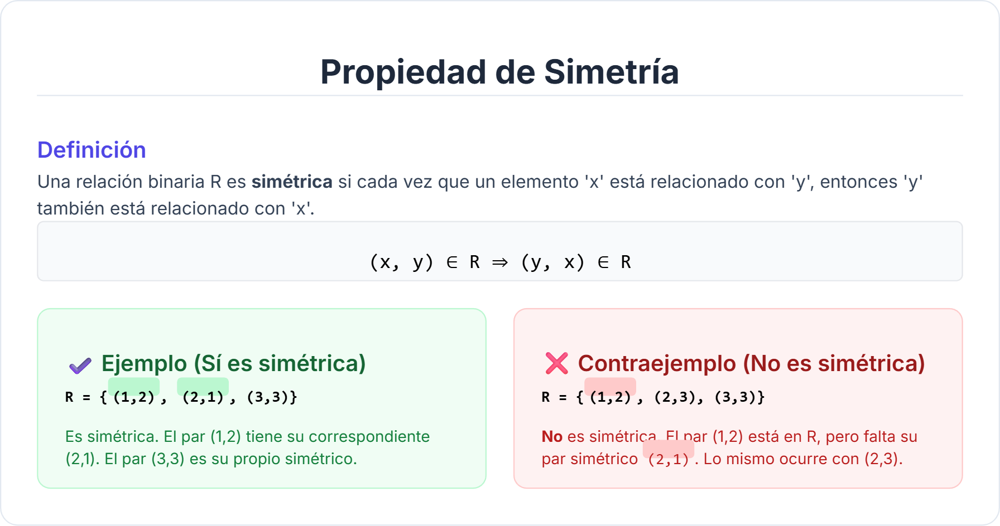 Propiedad de Simetría
Definición
Una relación binaria R es simétrica si cada vez que un elemento 'x' está relacionado con 'y', entonces 'y'
también está relacionado con 'x'.
(x, y) ∈ R ⇒ (y, x) ∈ R
Ejemplo (Sí es simétrica)
R = {(1,2), (2,1), (3,3)}
Es simétrica. El par (1,2) tiene su correspondiente
(2,1). El par (3,3) es su propio simétrico.
Contraejemplo (No es simétrica)
R = {(1,2), (2,3), (3,3)}
No es simétrica. El par (1,2) está en R, pero falta su
par simétrico (2,1). Lo mismo ocurre con (2,3).